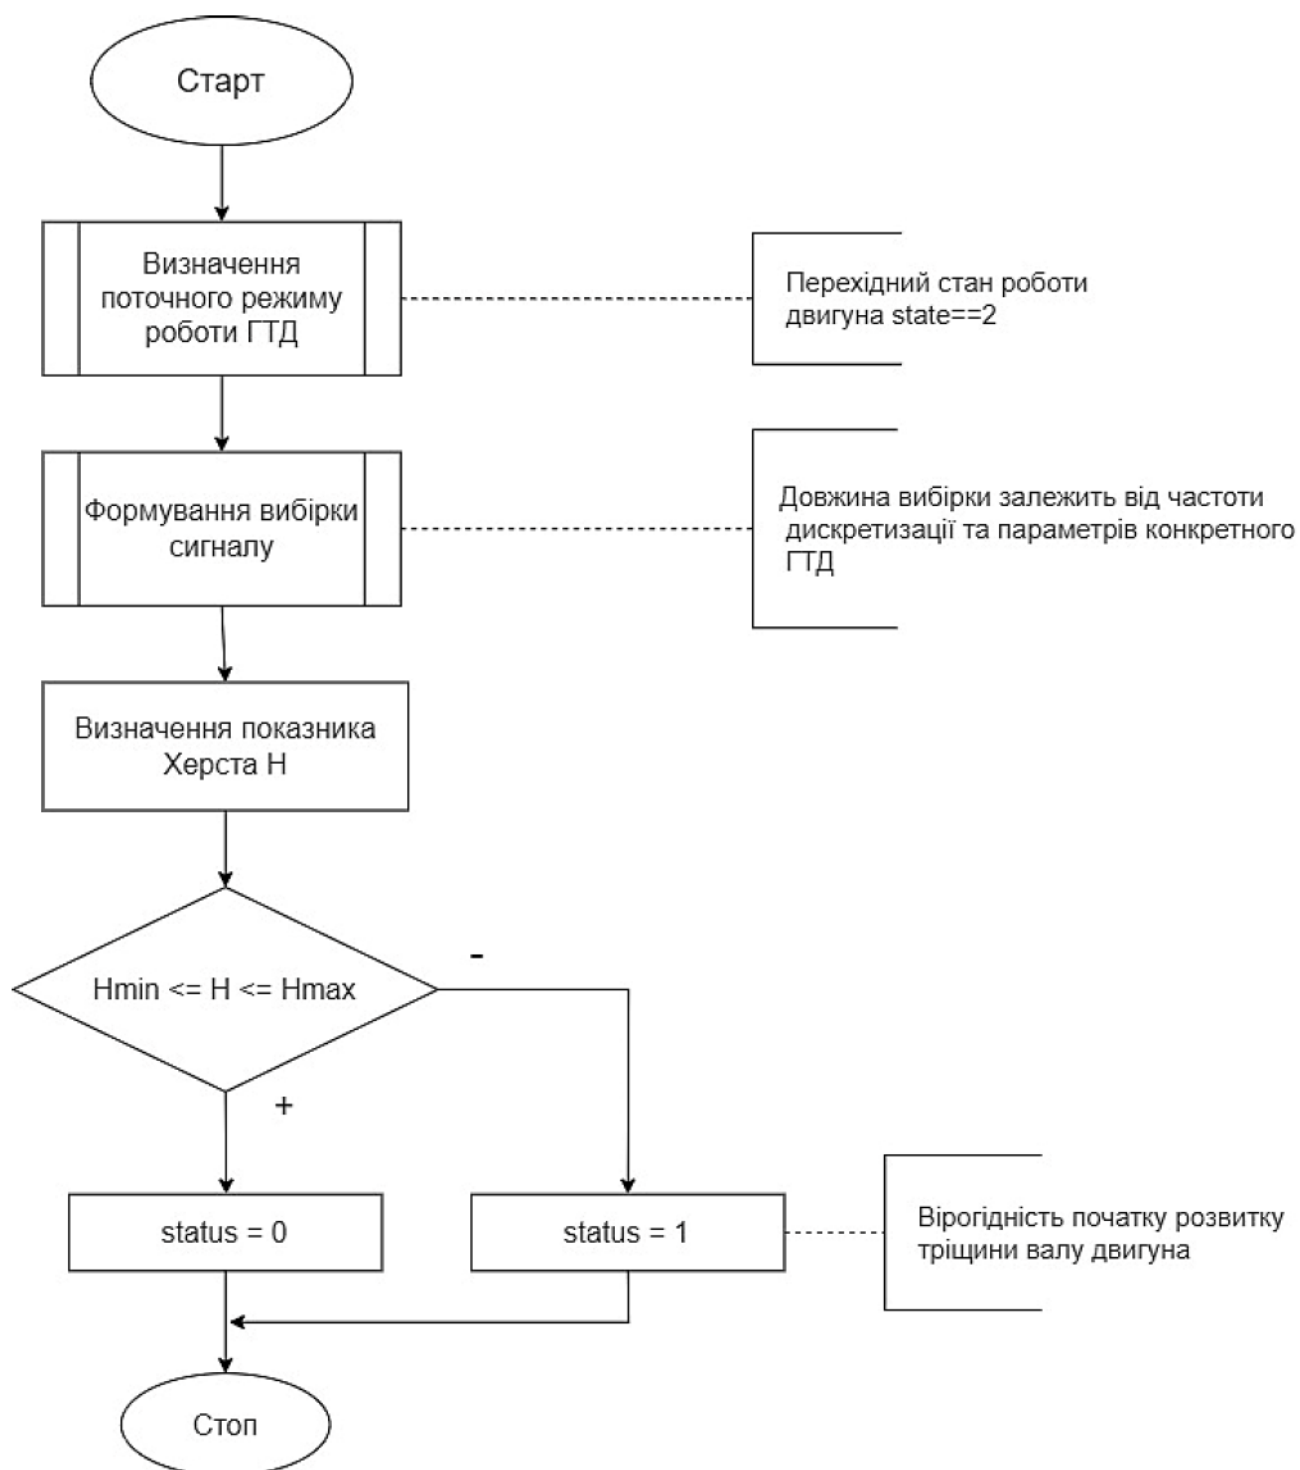 Старт
Визначення
поточного режиму
роботи ГТД
Перехідний стан роботи
двигуна state==2
Формування вибірки
сигналу
Довжина вибірки залежить від частоти
дискретизації та параметрів конкретного
ГТД
Визначення показника
Херста H
Hmin <= H <= Hmax
-
+
status = 0
status = 1
Вірогідність початку розвитку
тріщини валу двигуна
Стоп